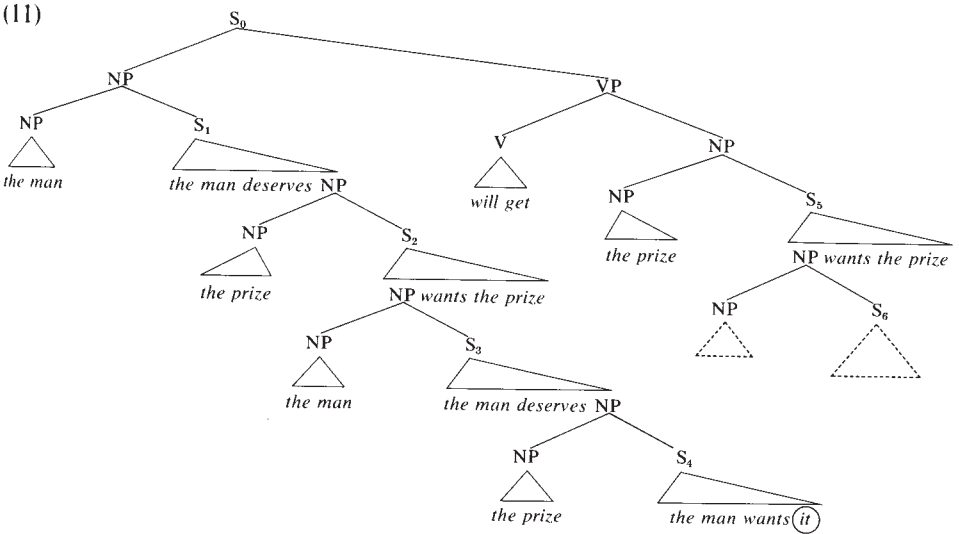 (11)
S₀
NP VP
NP S₁ V NP
the man the man deserves NP will get NP S₅
NP S₂ the prize NP wants the prize
the prize NP wants the prize NP S₆
NP S₃
the man the man deserves NP
NP S₄
the prize the man wants it